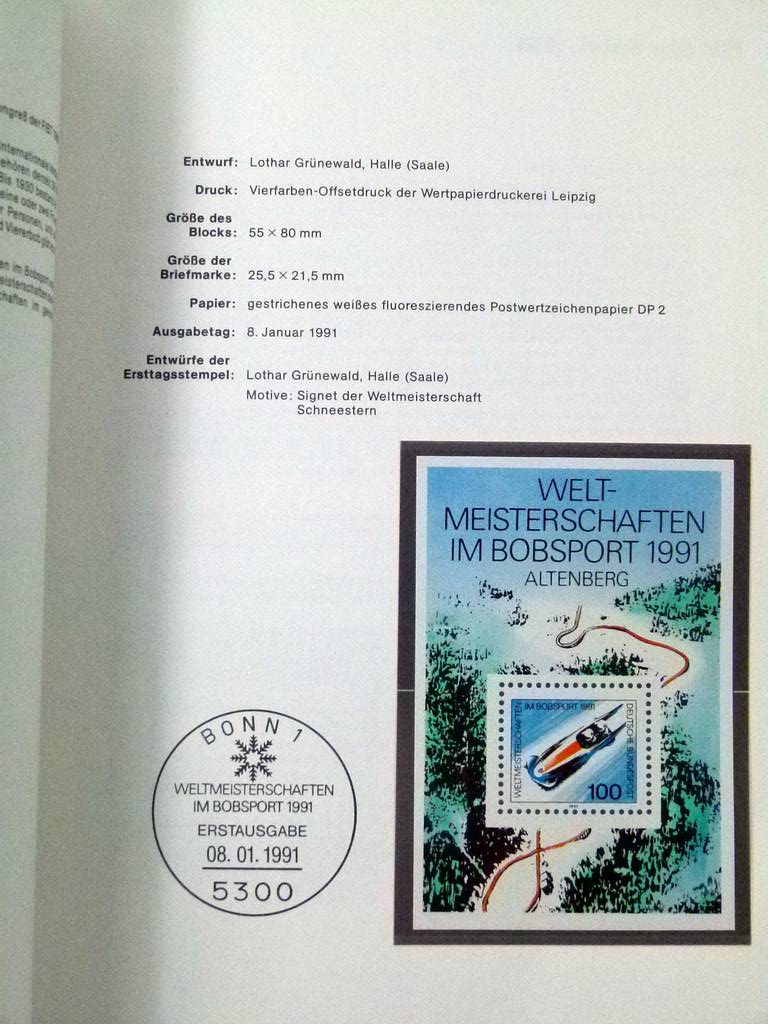 ongreß der FIBT
Entwurf: Lothar Grünewald, Halle (Saale)
Druck: Vierfarben-Offsetdruck der Wertpapierdruckerei Leipzig
Größe des
Blocks: 55 × 80 mm
Größe der
Briefmarke: 25,5 × 21,5 mm
Papier: gestrichenes weißes fluoreszierendes Postwertzeichenpapier DP 2
Ausgabetag: 8. Januar 1991
Entwürfe der
Ersttagsstempel: Lothar Grünewald, Halle (Saale)
Motive: Signet der Weltmeisterschaft
Schneestern
WELT-
MEISTERSCHAFTEN
IM BOBSPORT 1991
ALTENBERG
WELTMEISTERSCHAFTEN
IM BOBSPORT 1991
DEUTSCHE BUNDESPOST
100
BONN 1
WELTMEISTERSCHAFTEN
IM BOBSPORT 1991
ERSTAUSGABE
08.01.1991
5300